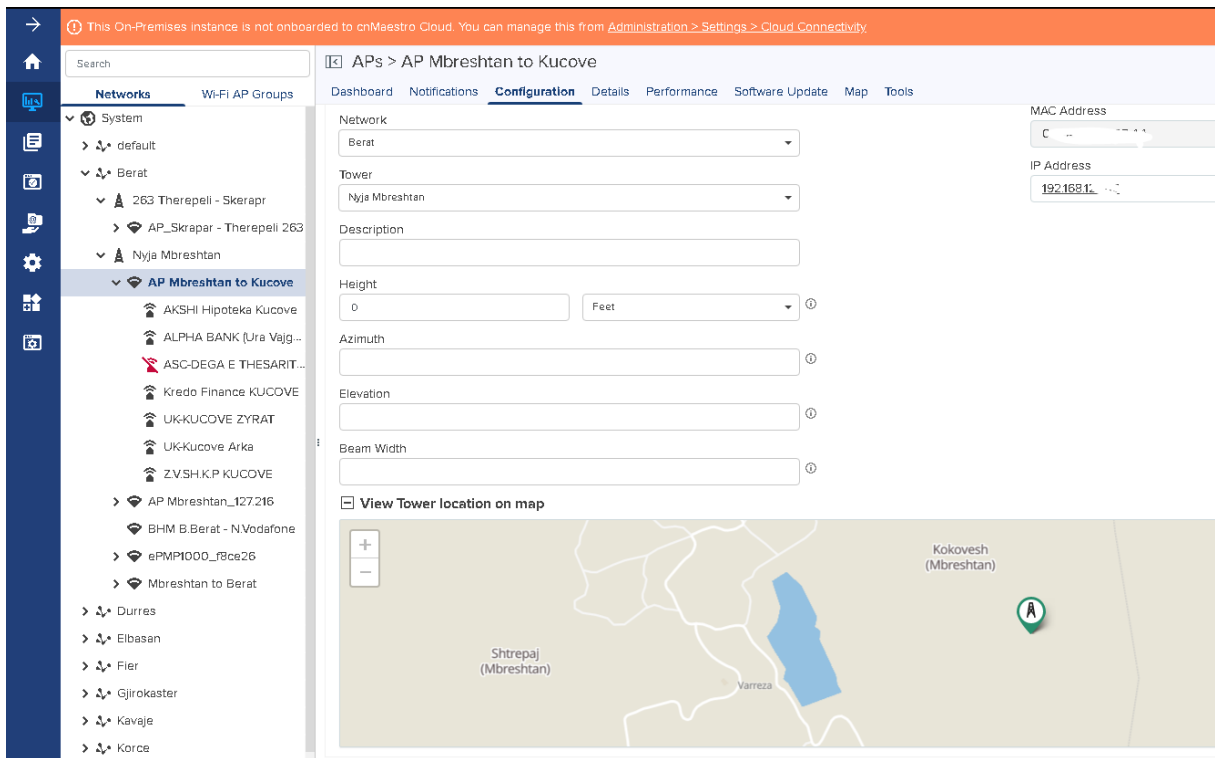 This On-Premises instance is not onboarded to cnMaestro Cloud. You can manage this from Administration > Settings > Cloud Connectivity
Search
Networks
Wi-Fi AP Groups
System
default
Berat
263 Therepeli - Skerapr
AP_Skrapar - Therepeli 263
Nyja Mbreshtan
AP Mbreshtan to Kucove
AKSHI Hipoteka Kucove
ALPHA BANK (Ura Vajg...
ASC-DEGA E THESARIT...
Kredo Finance KUCOVE
UK-KUCOVE ZYRAT
UK-Kucove Arka
Z.V.SH.K.P KUCOVE
AP Mbreshtan_127.216
BHM B.Berat - N.Vodafone
ePMP1000_f8ce26
Mbreshtan to Berat
Durres
Elbasan
Fier
Gjirokaster
Kavaje
Korce
APs > AP Mbreshtan to Kucove
Dashboard Notifications Configuration Details Performance Software Update Map Tools
Network
Berat
Tower
Nyja Mbreshtan
Description
Height
0
Feet
Azimuth
Elevation
Beam Width
View Tower location on map
MAC Address
IP Address
+
−
Kokovesh
(Mbreshtan)
Shtrepaj
(Mbreshtan)
Varreza